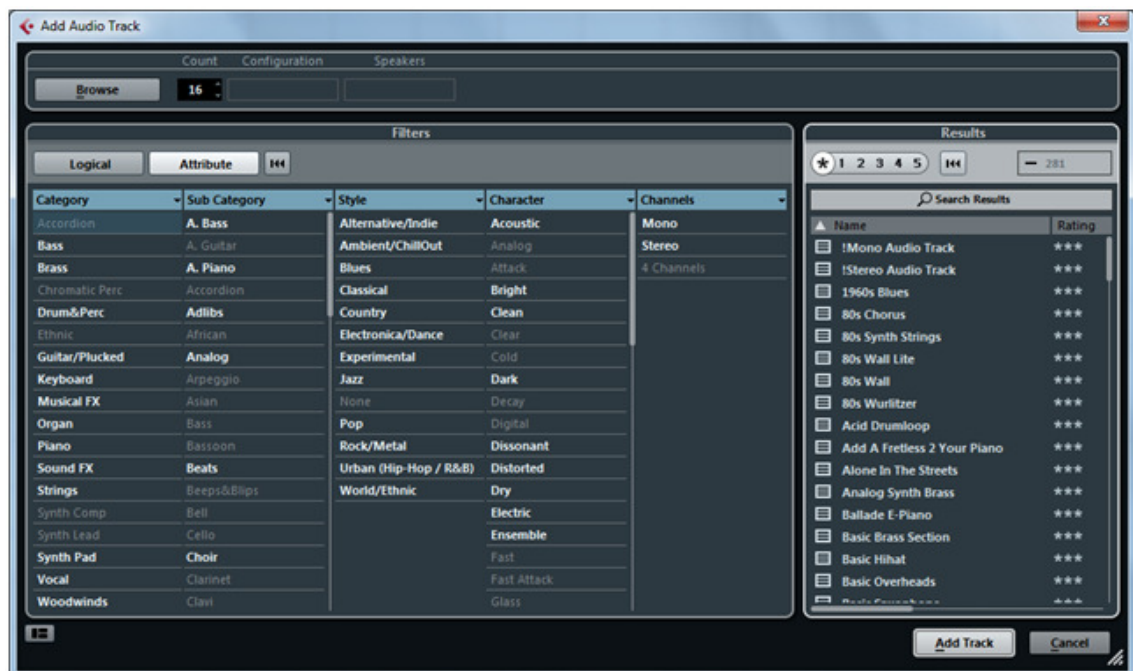 Add Audio Track
Count Configuration Speakers
Browse 16
Filters
Logical Attribute
Category Sub Category Style Character Channels
Accordion A. Bass Alternative/Indie Acoustic Mono
Bass A. Guitar Ambient/ChillOut Analog Stereo
Brass A. Piano Blues Attack 4 Channels
Chromatic Perc Accordion Classical Bright
Drum&Perc Adlibs Country Clean
Ethnic African Electronica/Dance Clear
Guitar/Plucked Analog Experimental Cold
Keyboard Arpeggio Jazz Dark
Musical FX Asian None Decay
Organ Bass Pop Digital
Piano Bassoon Rock/Metal Dissonant
Sound FX Beats Urban (Hip-Hop / R&B) Distorted
Strings Beeps&Blips World/Ethnic Dry
Synth Comp Bell Electric
Synth Lead Cello Ensemble
Synth Pad Choir Fast
Vocal Clarinet Fast Attack
Woodwinds Clavi Glass
Results
* 1 2 3 4 5 281
Search Results
Name Rating
!Mono Audio Track ***
!Stereo Audio Track ***
1960s Blues ***
80s Chorus ***
80s Synth Strings ***
80s Wall Lite ***
80s Wall ***
80s Wurlitzer ***
Acid Drumloop ***
Add A Fretless 2 Your Piano ***
Alone In The Streets ***
Analog Synth Brass ***
Ballade E-Piano ***
Basic Brass Section ***
Basic Hihat ***
Basic Overheads ***
Add Track Cancel